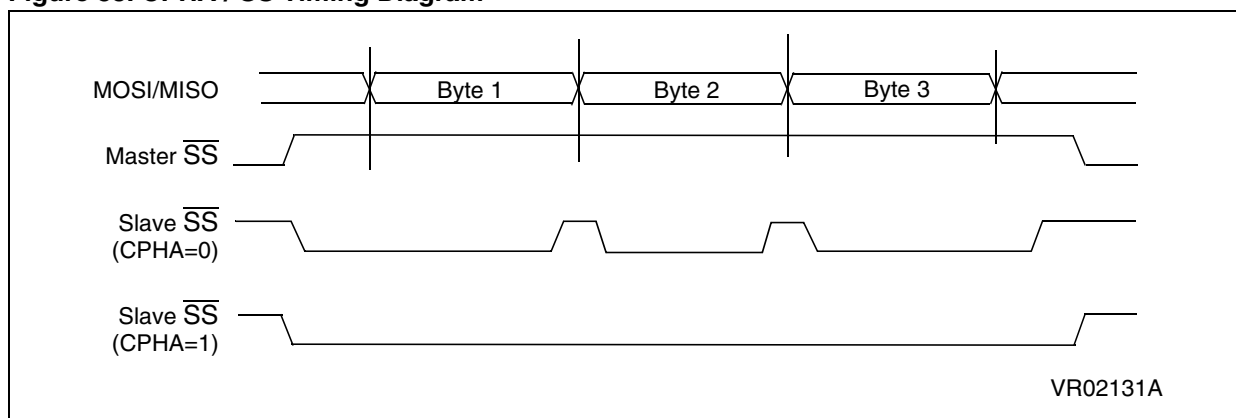 MOSI/MISO
Byte 1
Byte 2
Byte 3
Master SS
Slave SS
(CPHA=0)
Slave SS
(CPHA=1)
VR02131A